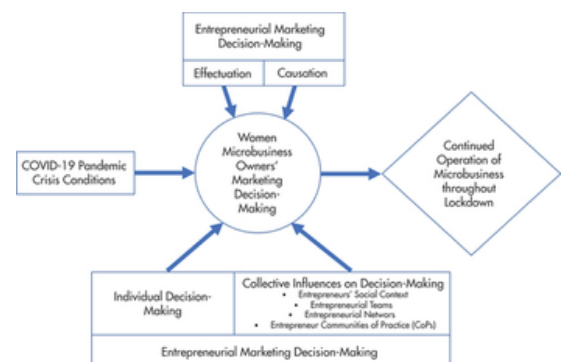 Entrepreneurial Marketing
Decision-Making
Effectuation
Causation
COVID-19 Pandemic
Crisis Conditions
Women
Microbusiness
Owners'
Marketing
Decision-
Making
Continued
Operation of
Microbusiness
throughout
Lockdown
Individual Decision-
Making
Collective Influences on Decision-Making
• Entrepreneurs' Social Context
• Entrepreneurial Teams
• Entrepreneurial Networs
• Entrepreneur Communities of Practice (CoPs)
Entrepreneurial Marketing Decision-Making